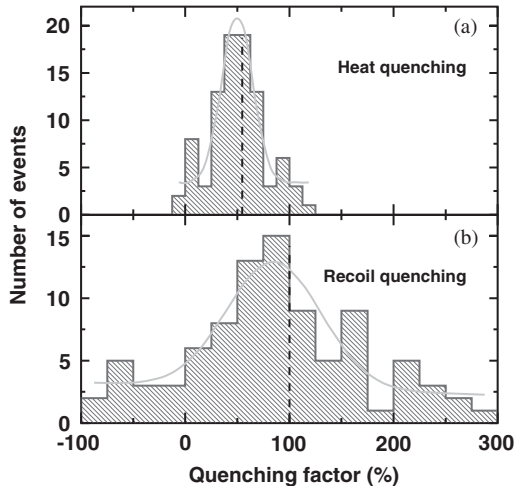 20
(a)
15
Heat quenching
10
5
0
Number of events
15
(b)
Recoil quenching
10
5
0
-100
0
100
200
300
Quenching factor (%)